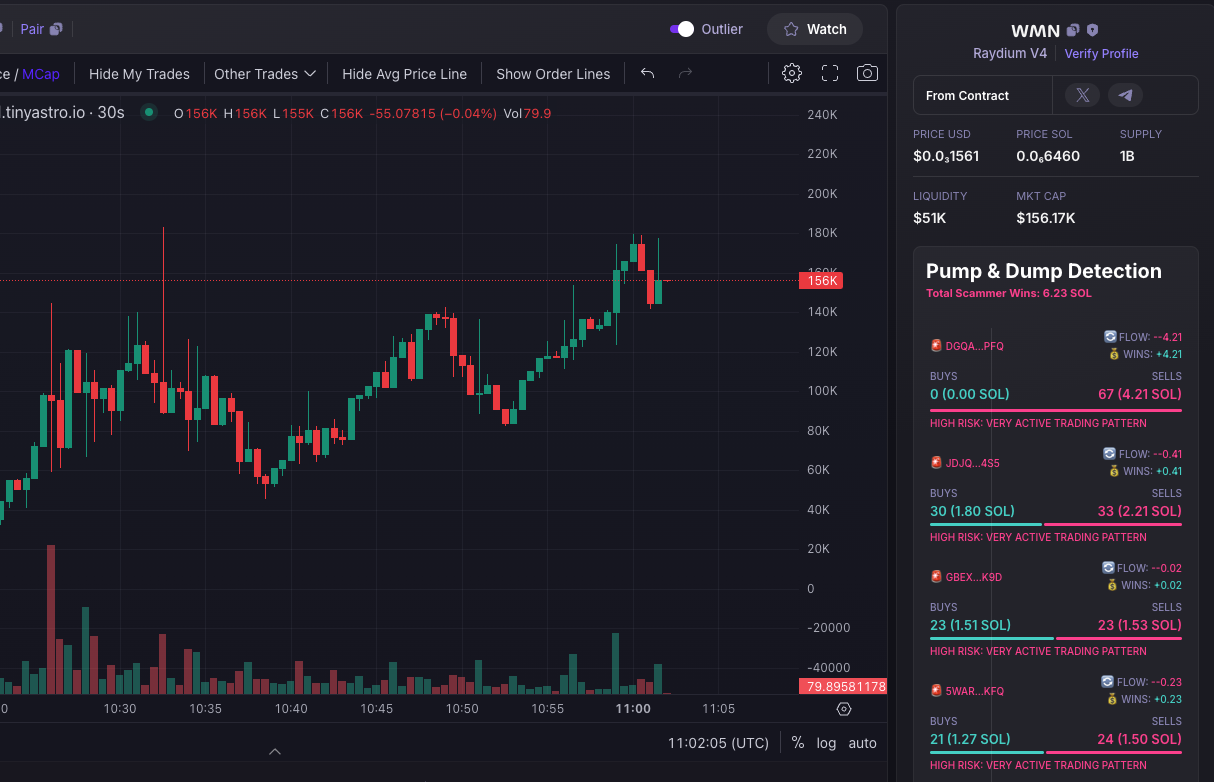 Pair
Outlier
Watch
/ MCap
Hide My Trades
Other Trades
Hide Avg Price Line
Show Order Lines
.tinyastro.io · 30s
O156K H156K L155K C156K -55.07815 (−0.04%) Vol79.9
240K
220K
200K
180K
160K
156K
140K
120K
100K
80K
60K
40K
20K
0
-20000
-40000
79.89581178
10:30
10:35
10:40
10:45
10:50
10:55
11:00
11:05
11:02:05 (UTC)
%
log
auto
WMN
Raydium V4
Verify Profile
From Contract
PRICE USD
PRICE SOL
SUPPLY
$0.0₃1561
0.0₆6460
1B
LIQUIDITY
MKT CAP
$51K
$156.17K
Pump & Dump Detection
Total Scammer Wins: 6.23 SOL
DGQA...PFQ
FLOW: --4.21
WINS: +4.21
BUYS
SELLS
0 (0.00 SOL)
67 (4.21 SOL)
HIGH RISK: VERY ACTIVE TRADING PATTERN
JDJQ...4S5
FLOW: --0.41
WINS: +0.41
BUYS
SELLS
30 (1.80 SOL)
33 (2.21 SOL)
HIGH RISK: VERY ACTIVE TRADING PATTERN
GBEX...K9D
FLOW: --0.02
WINS: +0.02
BUYS
SELLS
23 (1.51 SOL)
23 (1.53 SOL)
HIGH RISK: VERY ACTIVE TRADING PATTERN
5WAR...KFQ
FLOW: --0.23
WINS: +0.23
BUYS
SELLS
21 (1.27 SOL)
24 (1.50 SOL)
HIGH RISK: VERY ACTIVE TRADING PATTERN